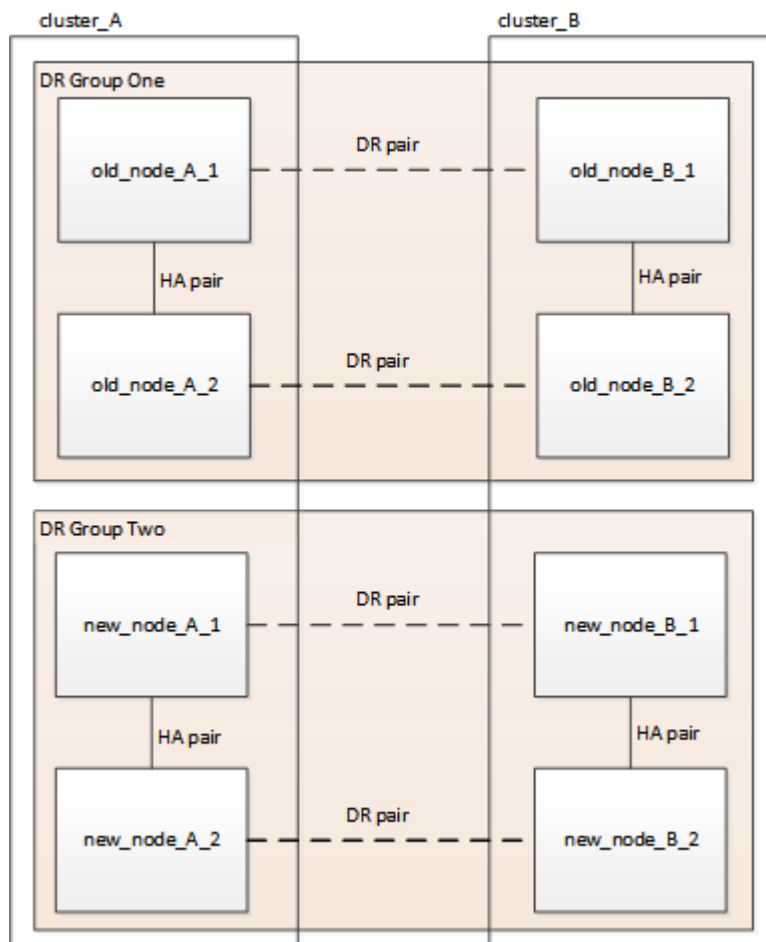 cluster_A
cluster_B
DR Group One
DR pair
old_node_A_1
old_node_B_1
HA pair
HA pair
DR pair
old_node_A_2
old_node_B_2
DR Group Two
DR pair
new_node_A_1
new_node_B_1
HA pair
HA pair
DR pair
new_node_A_2
new_node_B_2